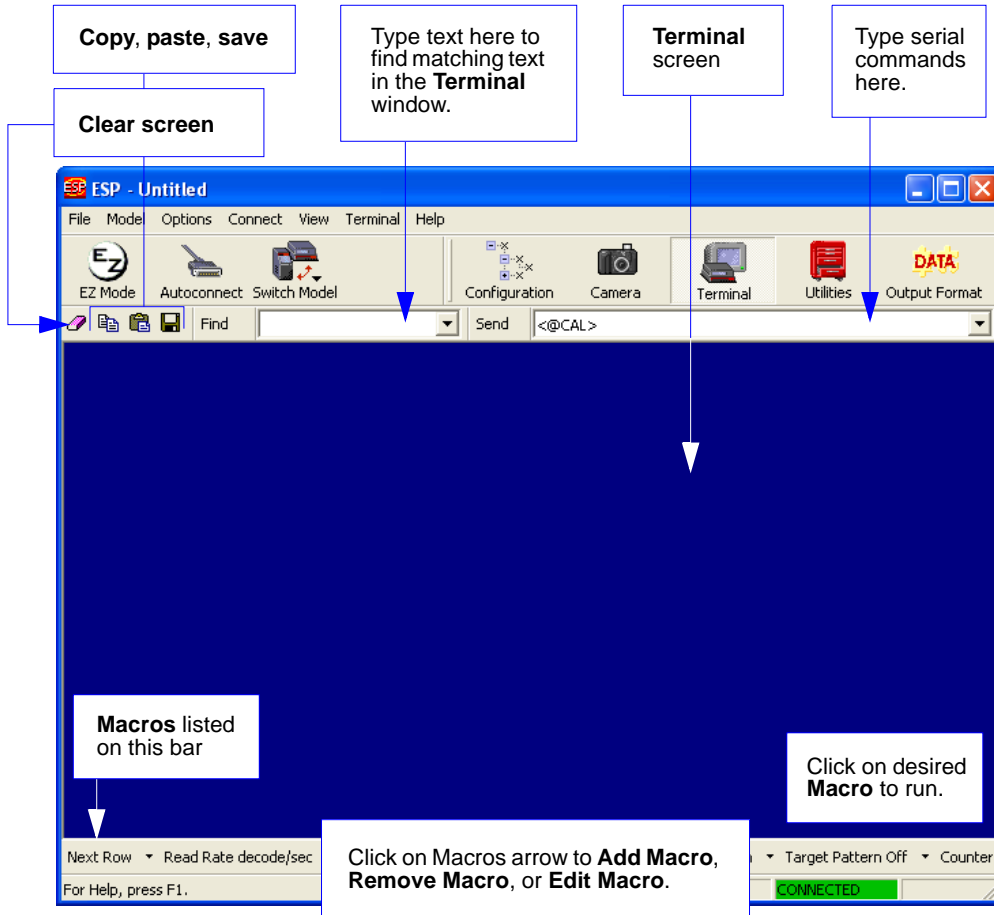 Copy, paste, save
Type text here to
find matching text
in the Terminal
window.
Terminal
screen
Type serial
commands
here.
Clear screen
ESP - Untitled
File Model Options Connect View Terminal Help
EZ Mode Autoconnect Switch Model Configuration Camera Terminal Utilities DATA Output Format
Find Send <@CAL>
Macros listed
on this bar
Click on desired
Macro to run.
Next Row Read Rate decode/sec Target Pattern Off Counter
Click on Macros arrow to Add Macro,
Remove Macro, or Edit Macro.
For Help, press F1. CONNECTED